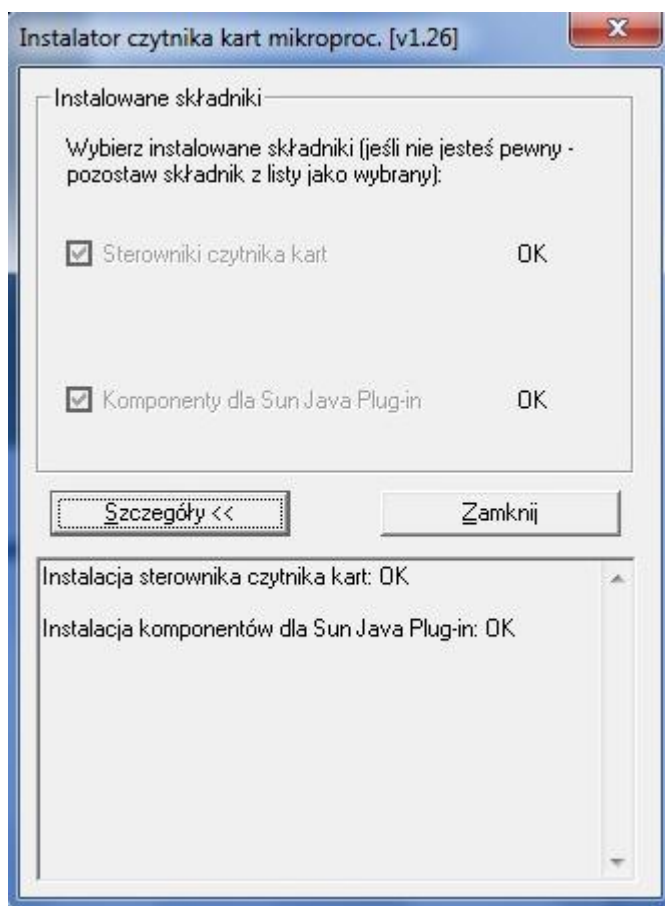 Instalator czytnika kart mikroproc. [v1.26]
Instalowane składniki
Wybierz instalowane składniki (jeśli nie jesteś pewny -
pozostaw składnik z listy jako wybrany):
Sterowniki czytnika kart OK
Komponenty dla Sun Java Plug-in OK
Szczegóły << Zamknij
Instalacja sterownika czytnika kart: OK
Instalacja komponentów dla Sun Java Plug-in: OK